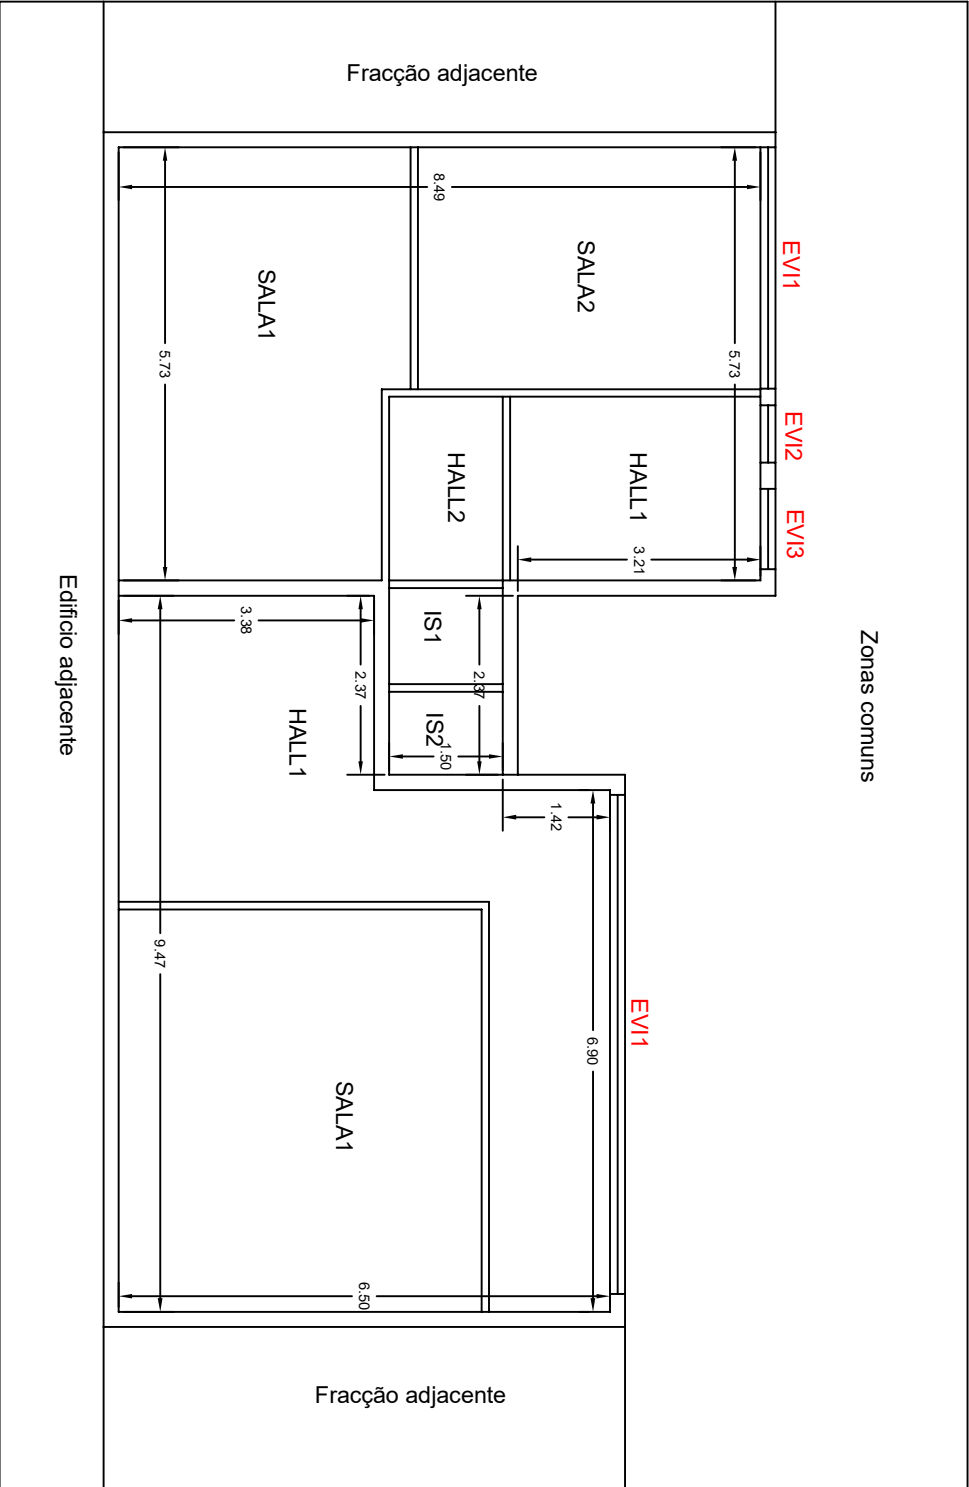 Fracção adjacente
8.49
EVI1
SALA2
SALA1
5.73
5.73
EVI2
EVI3
HALL2
HALL1
3.21
IS1
3.38
2.37
2.37
IS2
1.50
HALL1
Edificio adjacente
Zonas comuns
1.42
9.47
EVI1
6.90
SALA1
6.50
Fracção adjacente